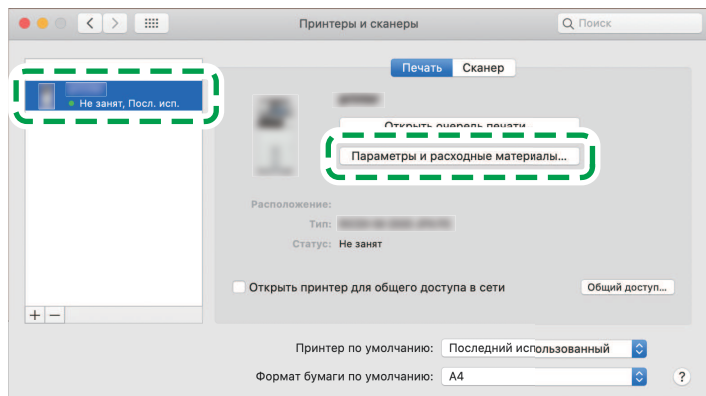 Принтеры и сканеры
Поиск
Печать
Сканер
Не занят, Посл. исп.
Открыть очередь печати...
Параметры и расходные материалы...
Расположение:
Тип:
Статус: Не занят
Открыть принтер для общего доступа в сети
Общий доступ...
+ −
Принтер по умолчанию: Последний использованный
Формат бумаги по умолчанию: A4
?